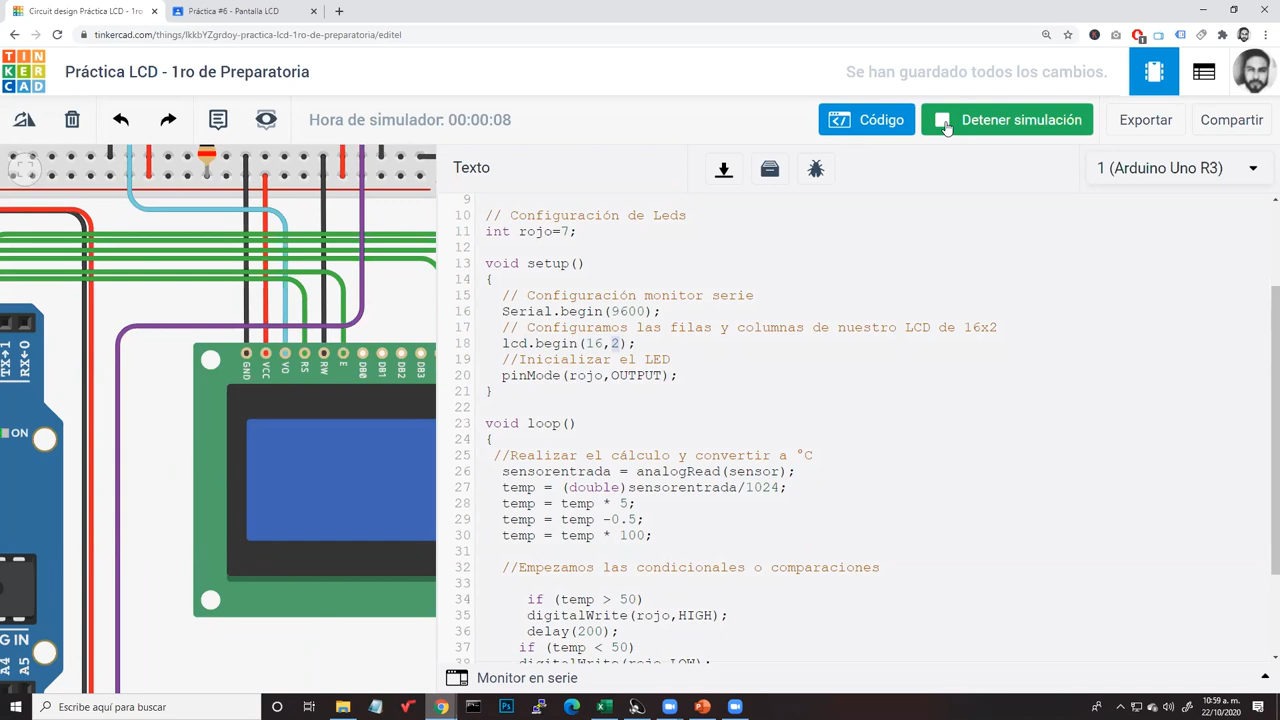 Circuit design Práctica LCD - 1ro
Práctica #6 - Pantalla LCD
tinkercad.com/things/lkkbYZgrdoy-practica-lcd-1ro-de-preparatoria/editel
TIN
KER
CAD
Práctica LCD - 1ro de Preparatoria
Se han guardado todos los cambios.
Hora de simulador: 00:00:08
Código
Detener simulación
Exportar
Compartir
Texto
1 (Arduino Uno R3)
9
10 // Configuración de Leds
11 int rojo=7;
12
13 void setup()
14 {
15 // Configuración monitor serie
16 Serial.begin(9600);
17 // Configuramos las filas y columnas de nuestro LCD de 16x2
18 lcd.begin(16,2);
19 //Inicializar el LED
20 pinMode(rojo,OUTPUT);
21 }
22
23 void loop()
24 {
25 //Realizar el cálculo y convertir a °C
26 sensorentrada = analogRead(sensor);
27 temp = (double)sensorentrada/1024;
28 temp = temp * 5;
29 temp = temp -0.5;
30 temp = temp * 100;
31
32 //Empezamos las condicionales o comparaciones
33
34 if (temp > 50)
35 digitalWrite(rojo,HIGH);
36 delay(200);
37 if (temp < 50)
38 digitalWrite(rojo,LOW);
Monitor en serie
TX→1
RX←0
ON
G IN
A4
A5
GND
VCC
VO
RS
RW
E
DB0
DB1
DB2
DB3
Escribe aquí para buscar
10:59 a. m.
22/10/2020